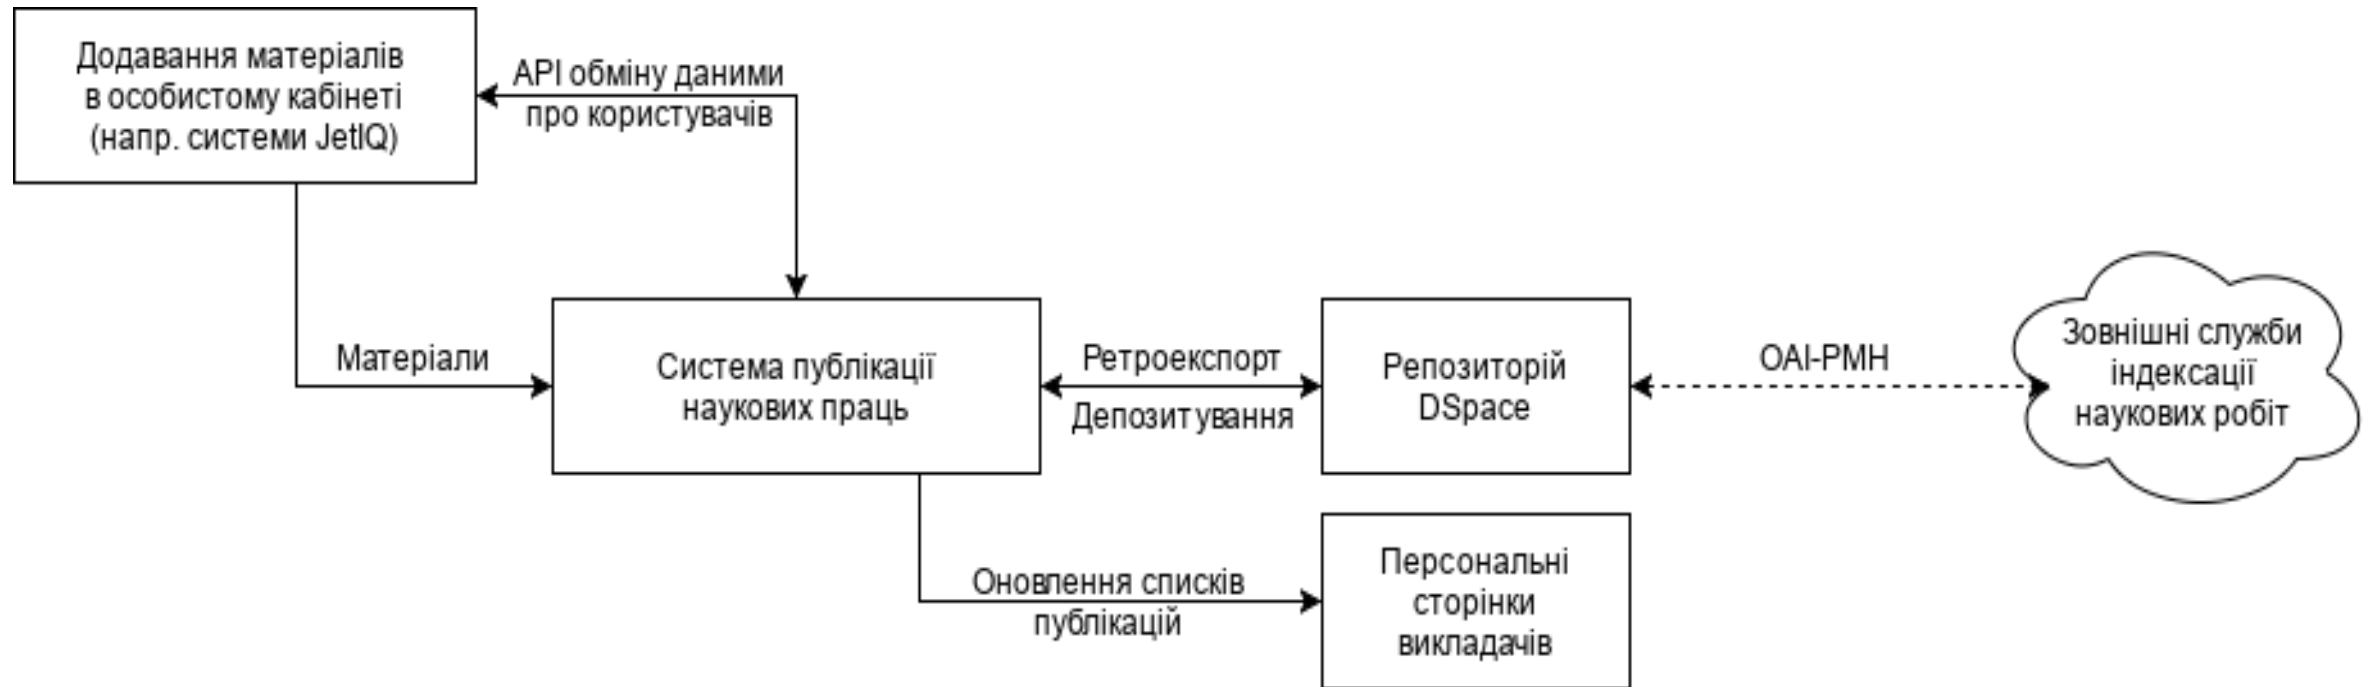 Додавання матеріалів
в особистому кабінеті
(напр. системи JetIQ)
API обміну даними
про користувачів
Матеріали
Система публікації
наукових праць
Ретроекспорт
Депозитування
Репозиторій
DSpace
OAI-PMH
Зовнішні служби
індексації
наукових робіт
Оновлення списків
публікацій
Персональні
сторінки
викладачів